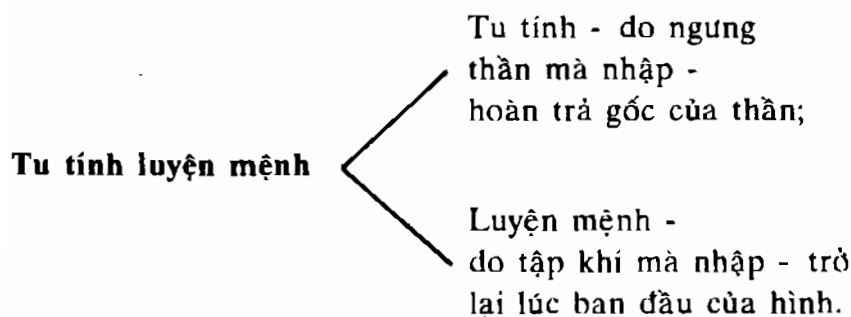 Tu tính - do ngưng
thần mà nhập -
hoàn trả gốc của thần;
Tu tính luyện mệnh
Luyện mệnh -
do tập khí mà nhập - trở
lại lúc ban đầu của hình.